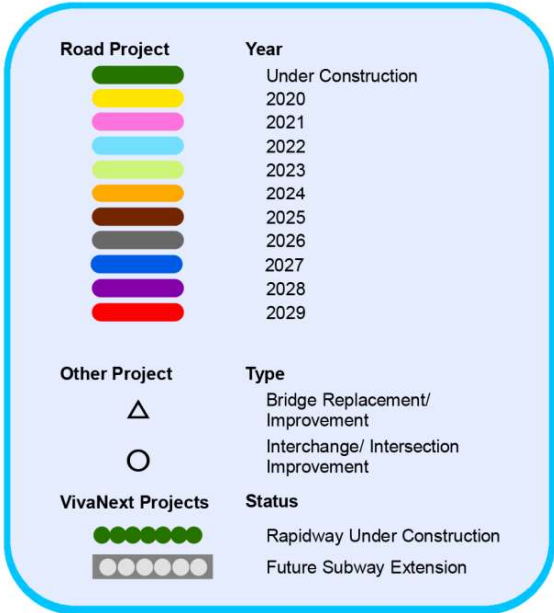 Road Project Year
Under Construction
2020
2021
2022
2023
2024
2025
2026
2027
2028
2029
Other Project Type
Bridge Replacement/
Improvement
Interchange/ Intersection
Improvement
VivaNext Projects Status
Rapidway Under Construction
Future Subway Extension